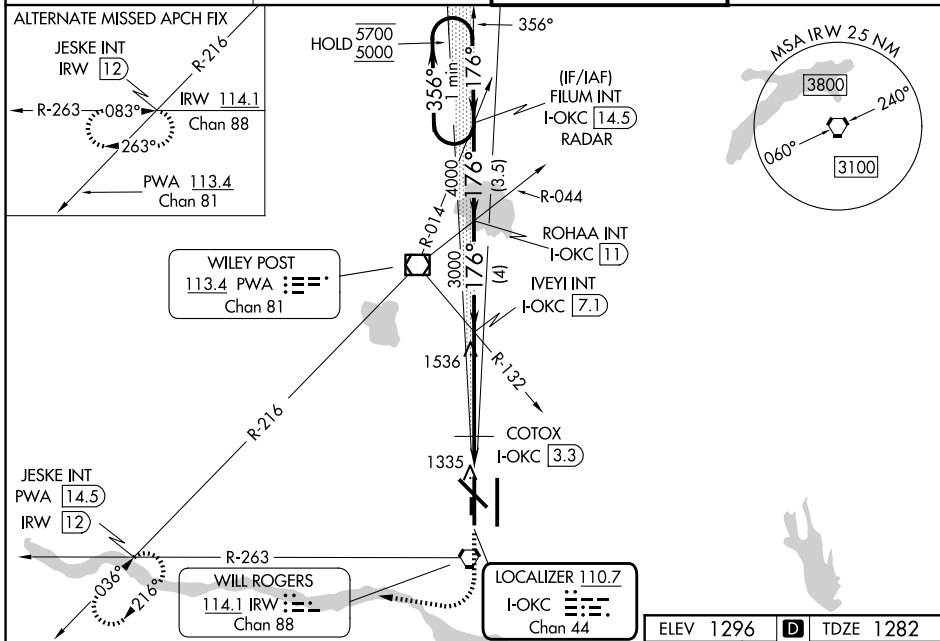 ALTERNATE MISSED APCH FIX
JESKE INT
IRW 12
R-216
R-263
083°
IRW 114.1
Chan 88
263°
PWA 113.4
Chan 81
HOLD 5700
5000
356°
356°
1 min
176°
(IF/IAF)
FILUM INT
I-OKC 14.5
RADAR
MSA IRW 25 NM
3800
240°
060°
3100
4000
176°
(3.5)
R-014
R-044
ROHAA INT
I-OKC 11
WILEY POST
113.4 PWA
Chan 81
3000
176°
(4)
IVEYI INT
I-OKC 7.1
1536
R-132
R-216
COTOX
I-OKC 3.3
1335
JESKE INT
PWA 14.5
IRW 12
R-263
036°
216°
WILL ROGERS
114.1 IRW
Chan 88
LOCALIZER 110.7
I-OKC
Chan 44
ELEV 1296 D TDZE 1282